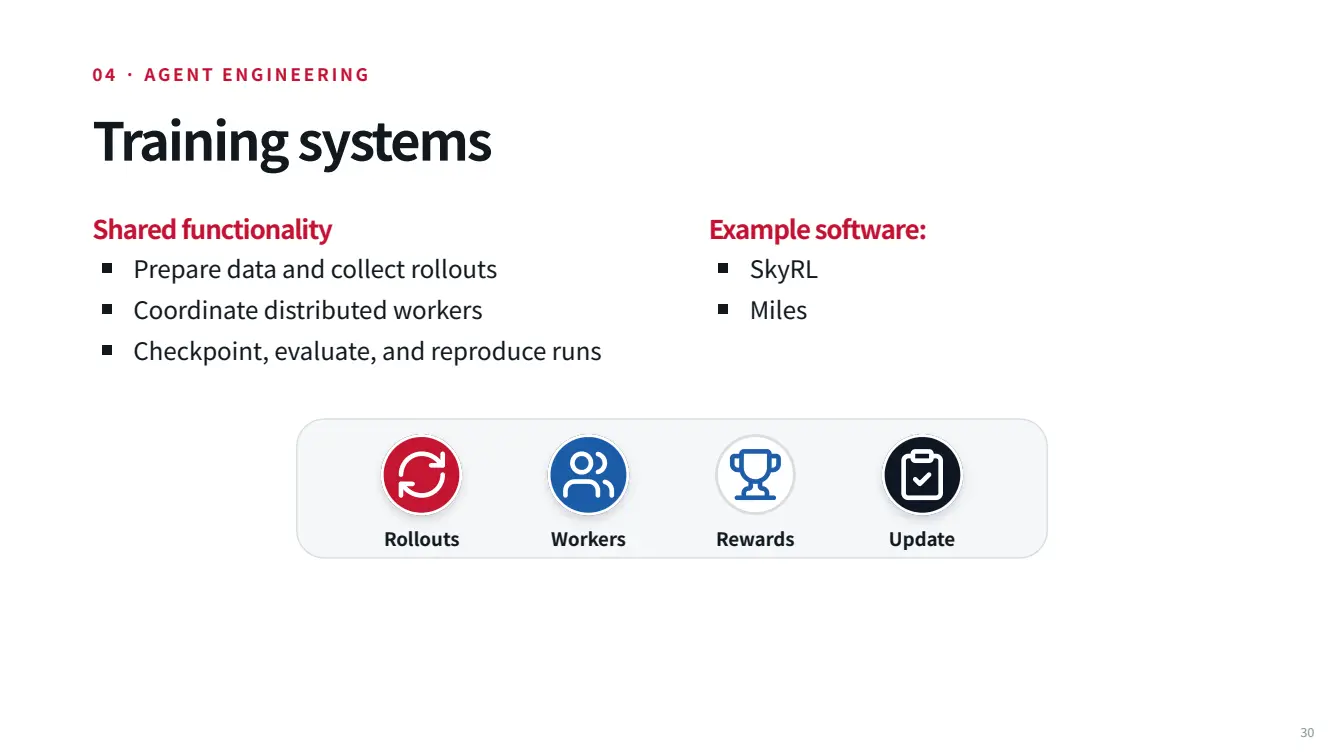 04 · AGENT ENGINEERING
Training systems
Shared functionality
Prepare data and collect rollouts
Coordinate distributed workers
Checkpoint, evaluate, and reproduce runs
Example software:
SkyRL
Miles
Rollouts
Workers
Rewards
Update
30